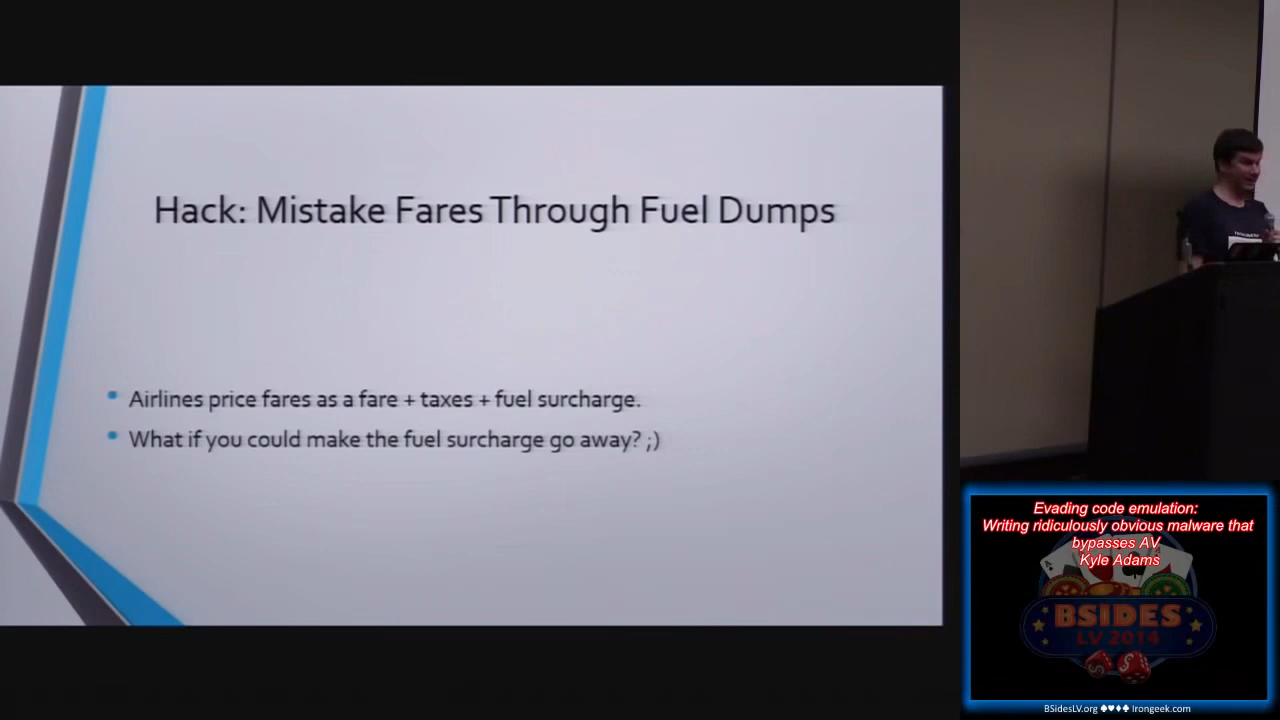 Hack: Mistake Fares Through Fuel Dumps
Airlines price fares as a fare + taxes + fuel surcharge.
What if you could make the fuel surcharge go away? ;)
Evading code emulation:
Writing ridiculously obvious malware that
bypasses AV
Kyle Adams
BSIDES
LV 2014
BSidesLV.org ♠♥♦♣ Irongeek.com